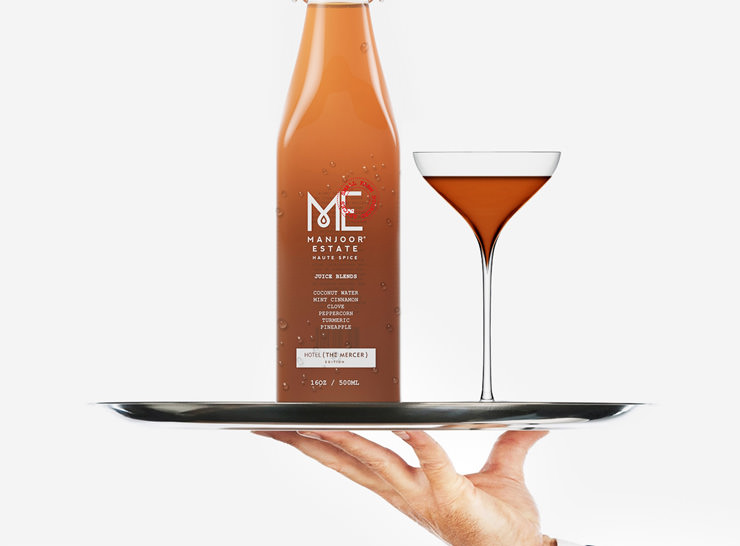 ME
MANJOOR®
ESTATE
HAUTE SPICE
JUICE BLENDS
COCONUT WATER
MINT CINNAMON
CLOVE
PEPPERCORN
TURMERIC
PINEAPPLE
HOTEL (THE MERCER)
EDITION
16OZ / 500ML